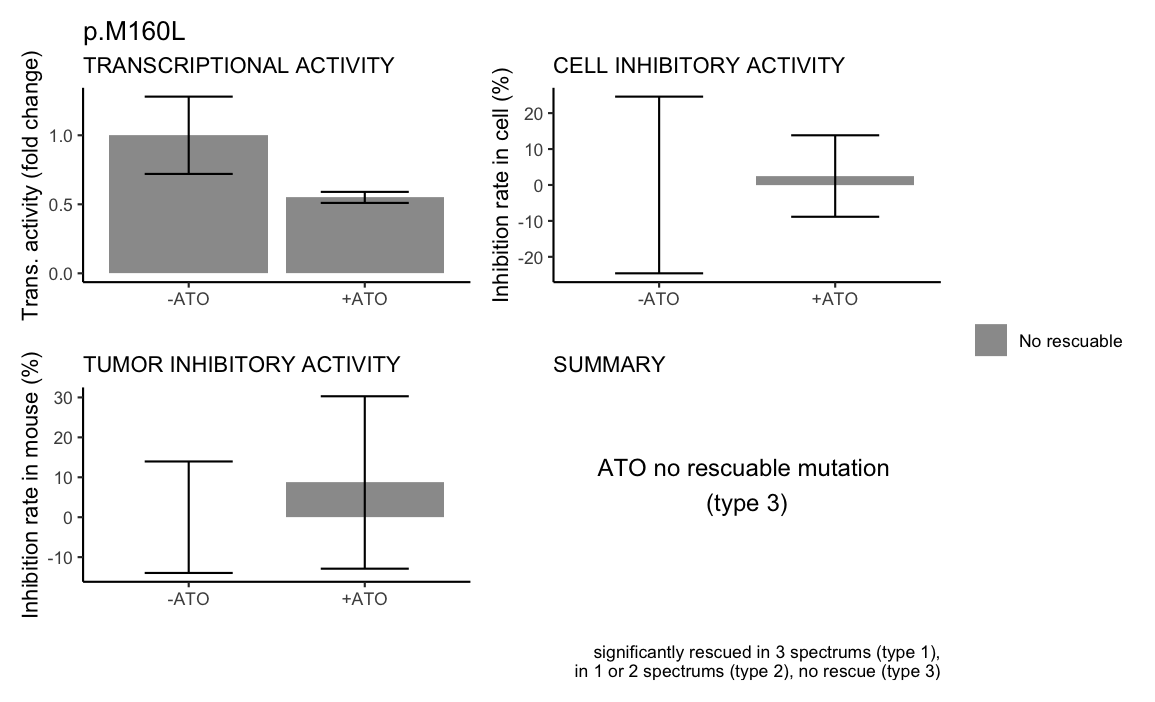 p.M160L
TRANSCRIPTIONAL ACTIVITY
Trans. activity (fold change)
1.0
0.5
0.0
-ATO +ATO
CELL INHIBITORY ACTIVITY
Inhibition rate in cell (%)
20
10
0
-10
-20
-ATO +ATO
No rescuable
TUMOR INHIBITORY ACTIVITY
Inhibition rate in mouse (%)
30
20
10
0
-10
-ATO +ATO
SUMMARY
ATO no rescuable mutation
(type 3)
significantly rescued in 3 spectrums (type 1),
in 1 or 2 spectrums (type 2), no rescue (type 3)